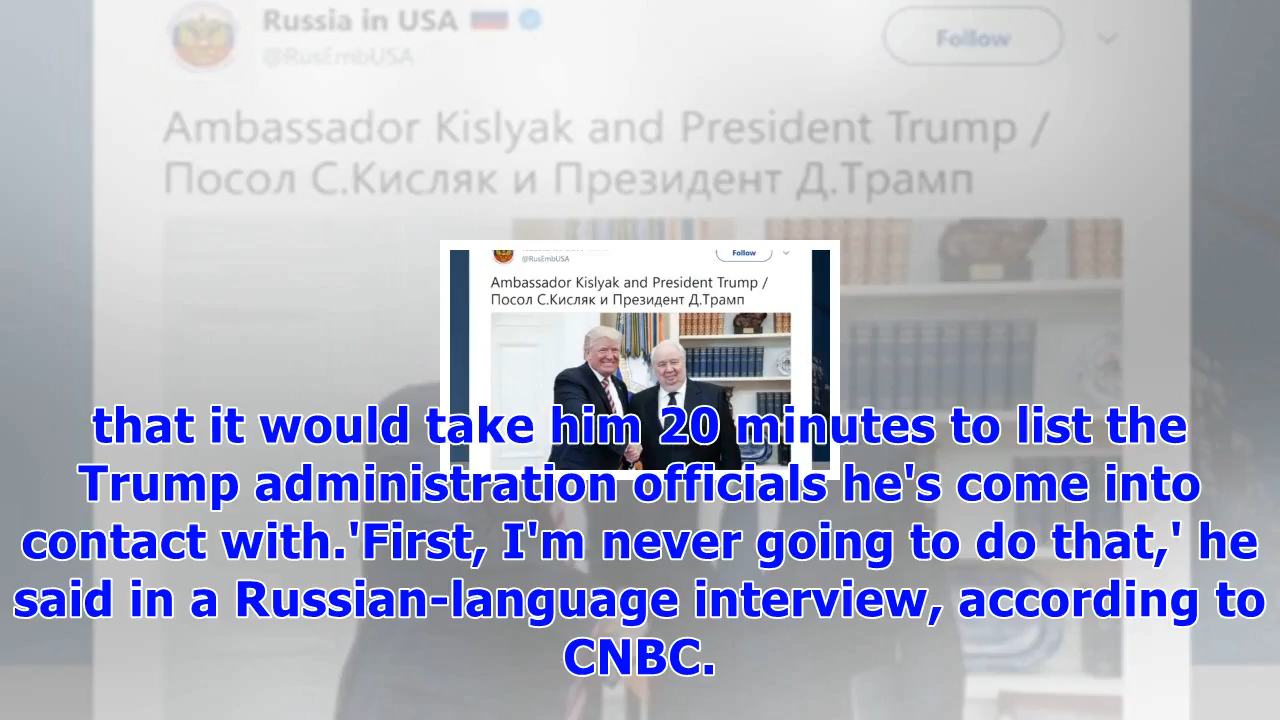 Russia in USA
@RusEmbUSA
Follow
Ambassador Kislyak and President Trump /
Посол С.Кисляк и Президент Д.Трамп
@RusEmbUSA
Follow
Ambassador Kislyak and President Trump /
Посол С.Кисляк и Президент Д.Трамп
that it would take him 20 minutes to list the
Trump administration officials he's come into
contact with.'First, I'm never going to do that,' he
said in a Russian-language interview, according to
CNBC.